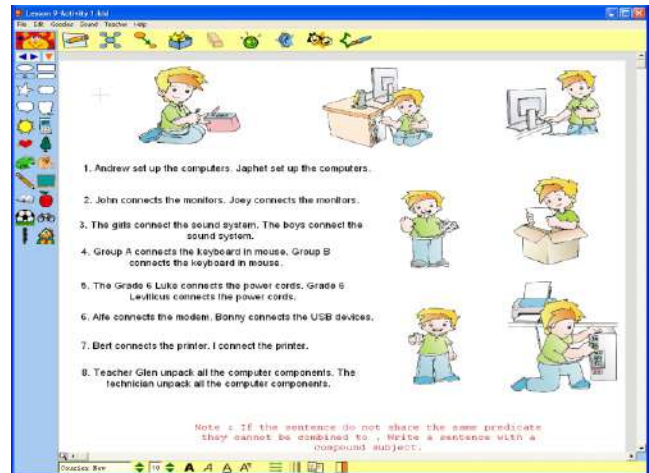 Lesson 9 Activity 1.kid
File Edit Goodies Sound Teacher Help
1. Andrew set up the computers. Japhet set up the computers.
2. John connects the monitors. Joey connects the monitors.
3. The girls connect the sound system. The boys connect the
sound system.
4. Group A connects the keyboard in mouse. Group B
connects the keyboard in mouse.
5. The Grade 6 Luke connects the power cords. Grade 6
Leviticus connects the power cords.
6. Alfe connects the modem. Bonny connects the USB devices.
7. Bert connects the printer. I connect the printer.
8. Teacher Glen unpack all the computer components. The
technician unpack all the computer components.
Note : If the sentence do not share the same predicate
they cannot be combined to , Write a sentence with a
compound subject.
Courier New